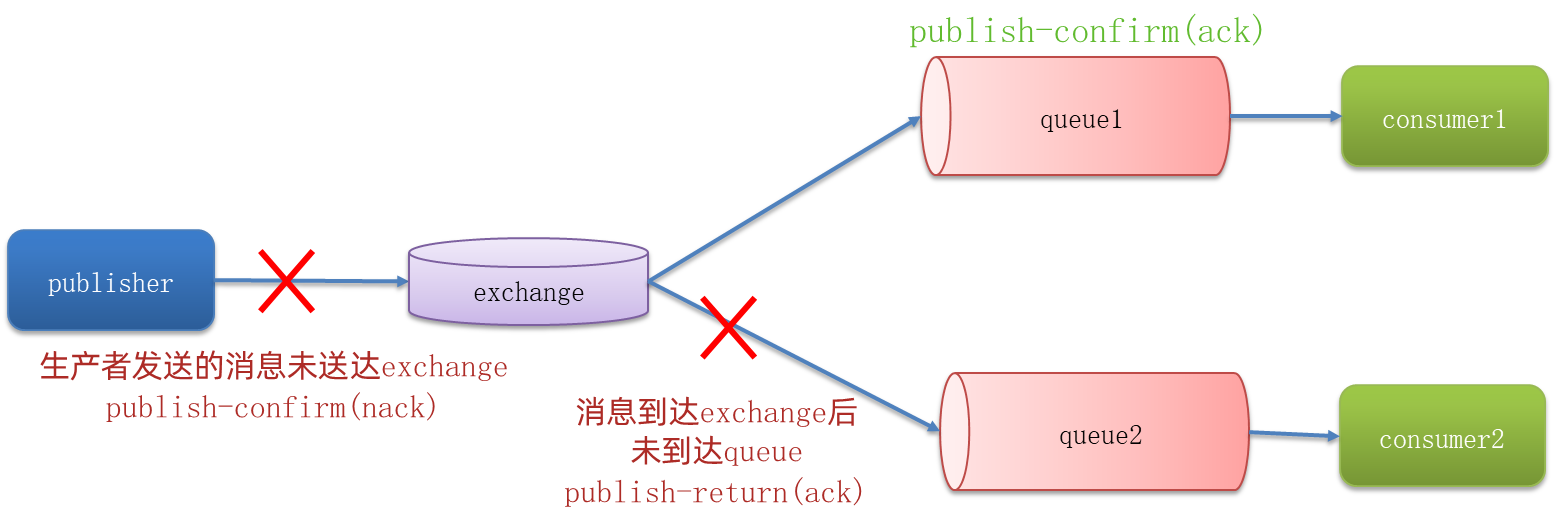 publish-confirm(ack)
queue1
consumer1
publisher
exchange
生产者发送的消息未送达exchange
publish-confirm(nack)
消息到达exchange后
未到达queue
publish-return(ack)
queue2
consumer2